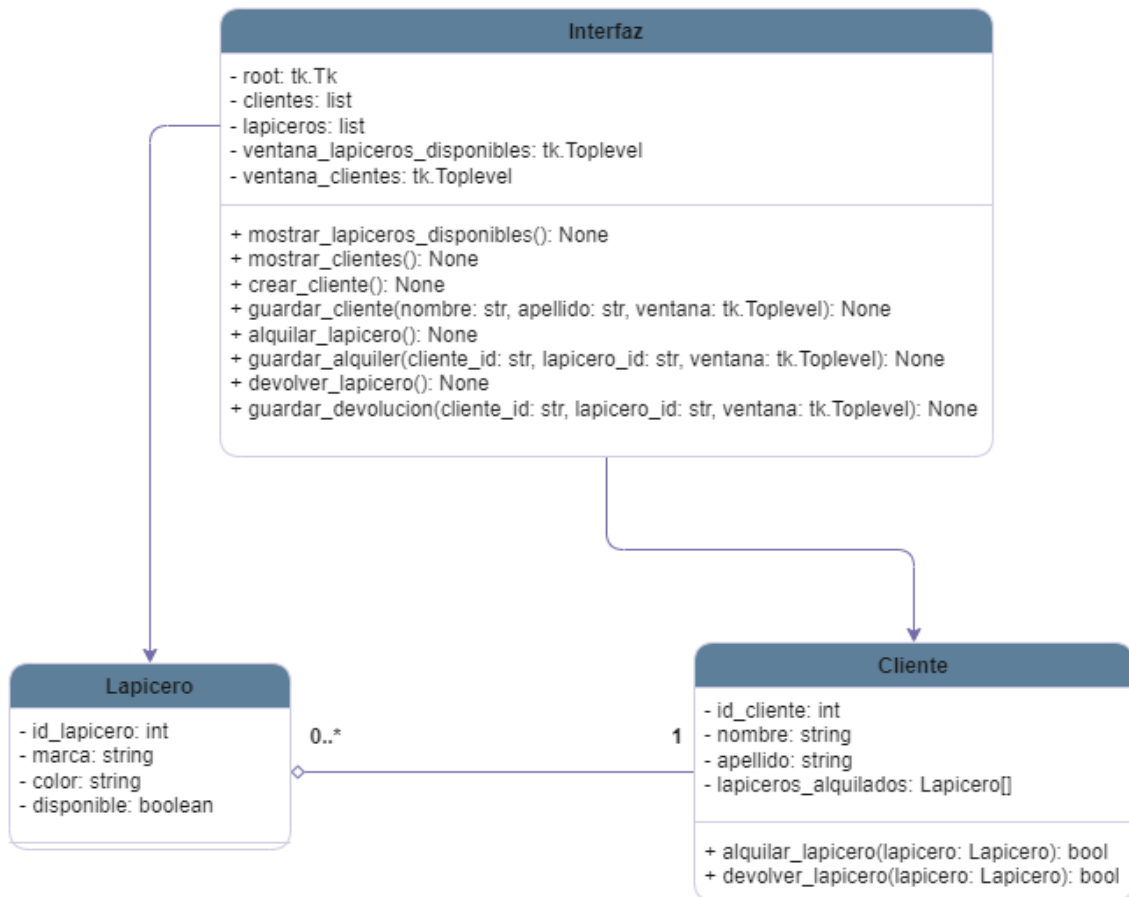 Interfaz
- root: tk.Tk
- clientes: list
- lapiceros: list
- ventana_lapiceros_disponibles: tk.Toplevel
- ventana_clientes: tk.Toplevel
+ mostrar_lapiceros_disponibles(): None
+ mostrar_clientes(): None
+ crear_cliente(): None
+ guardar_cliente(nombre: str, apellido: str, ventana: tk.Toplevel): None
+ alquilar_lapicero(): None
+ guardar_alquiler(cliente_id: str, lapicero_id: str, ventana: tk.Toplevel): None
+ devolver_lapicero(): None
+ guardar_devolucion(cliente_id: str, lapicero_id: str, ventana: tk.Toplevel): None
Lapicero
- id_lapicero: int
- marca: string
- color: string
- disponible: boolean
0..*
1
Cliente
- id_cliente: int
- nombre: string
- apellido: string
- lapiceros_alquilados: Lapicero[]
+ alquilar_lapicero(lapicero: Lapicero): bool
+ devolver_lapicero(lapicero: Lapicero): bool